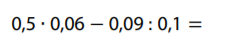 0,5 · 0,06 − 0,09 : 0,1 =